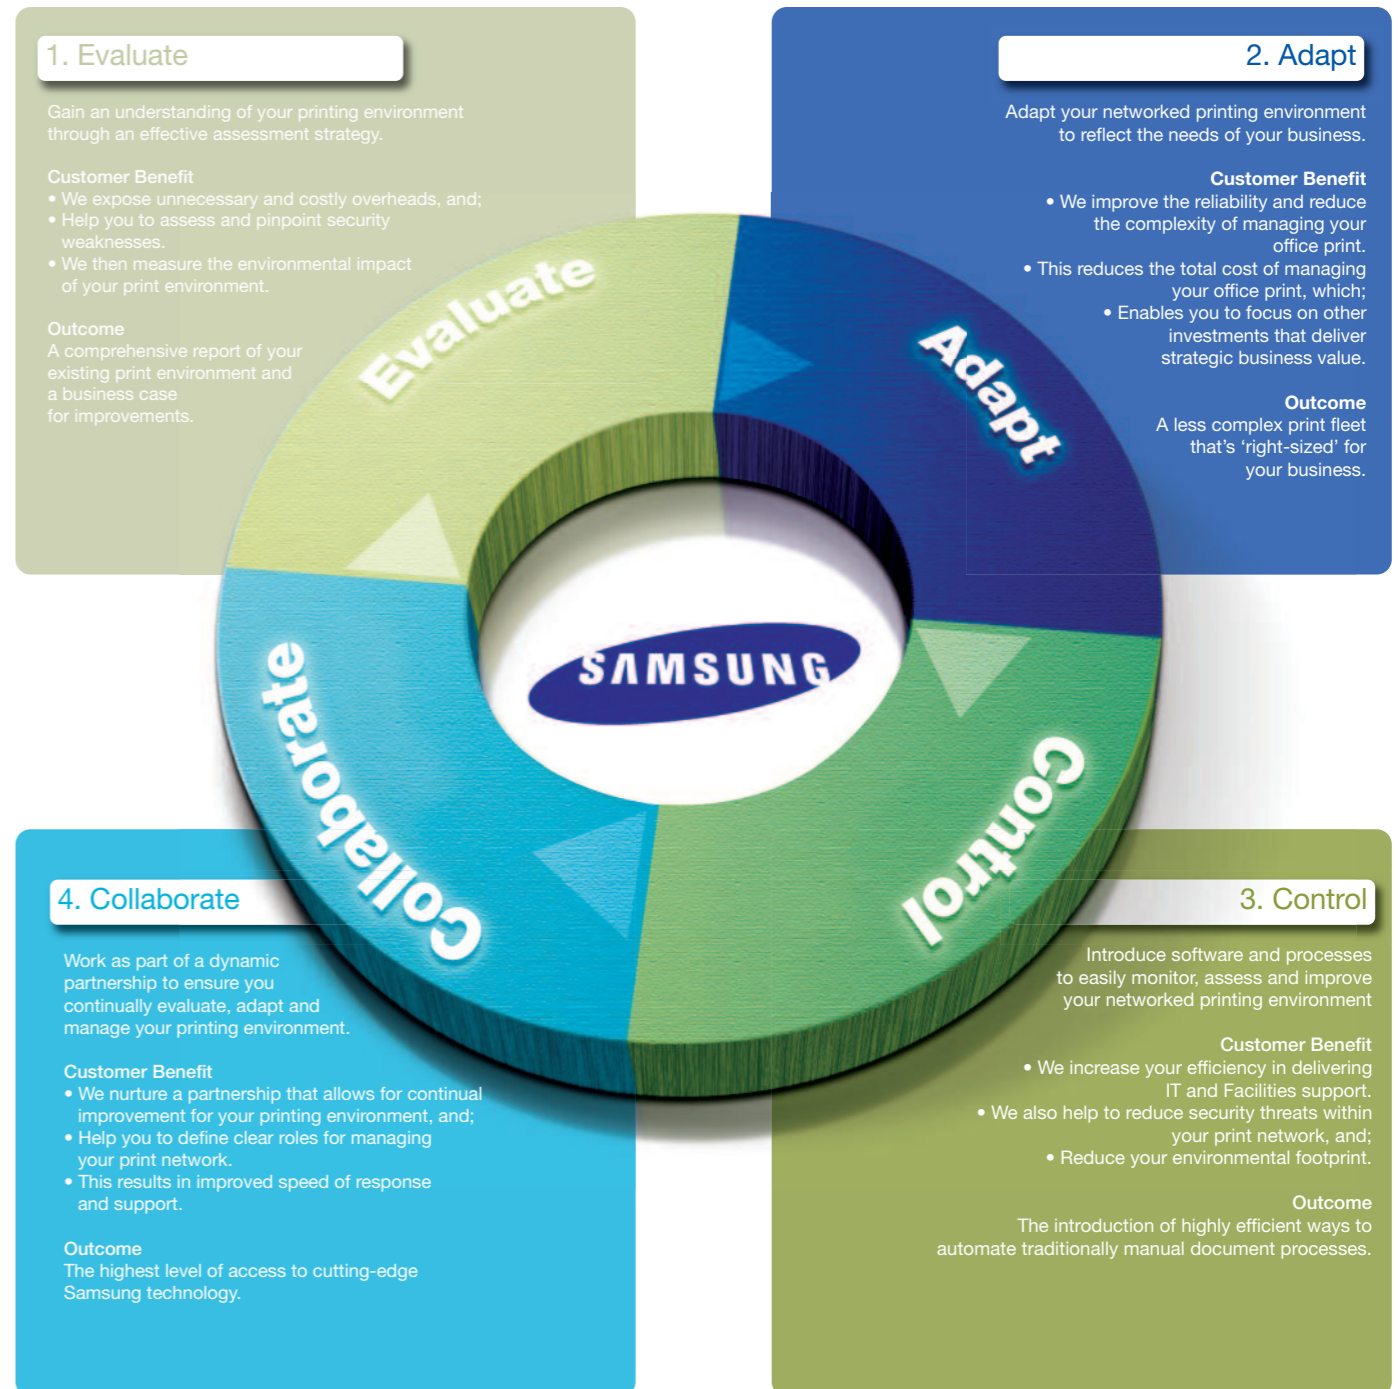 1. Evaluate
Gain an understanding of your printing environment
through an effective assessment strategy.
Customer Benefit
• We expose unnecessary and costly overheads, and;
• Help you to assess and pinpoint security
weaknesses.
• We then measure the environmental impact
of your print environment.
Outcome
A comprehensive report of your
existing print environment and
a business case
for improvements.
2. Adapt
Adapt your networked printing environment
to reflect the needs of your business.
Customer Benefit
• We improve the reliability and reduce
the complexity of managing your
office print.
• This reduces the total cost of managing
your office print, which;
• Enables you to focus on other
investments that deliver
strategic business value.
Outcome
A less complex print fleet
that’s ‘right-sized’ for
your business.
Evaluate
Adapt
SAMSUNG
Collaborate
Control
4. Collaborate
Work as part of a dynamic
partnership to ensure you
continually evaluate, adapt and
manage your printing environment.
Customer Benefit
• We nurture a partnership that allows for continual
improvement for your printing environment, and;
• Help you to define clear roles for managing
your print network.
• This results in improved speed of response
and support.
Outcome
The highest level of access to cutting-edge
Samsung technology.
3. Control
Introduce software and processes
to easily monitor, assess and improve
your networked printing environment
Customer Benefit
• We increase your efficiency in delivering
IT and Facilities support.
• We also help to reduce security threats within
your print network, and;
• Reduce your environmental footprint.
Outcome
The introduction of highly efficient ways to
automate traditionally manual document processes.